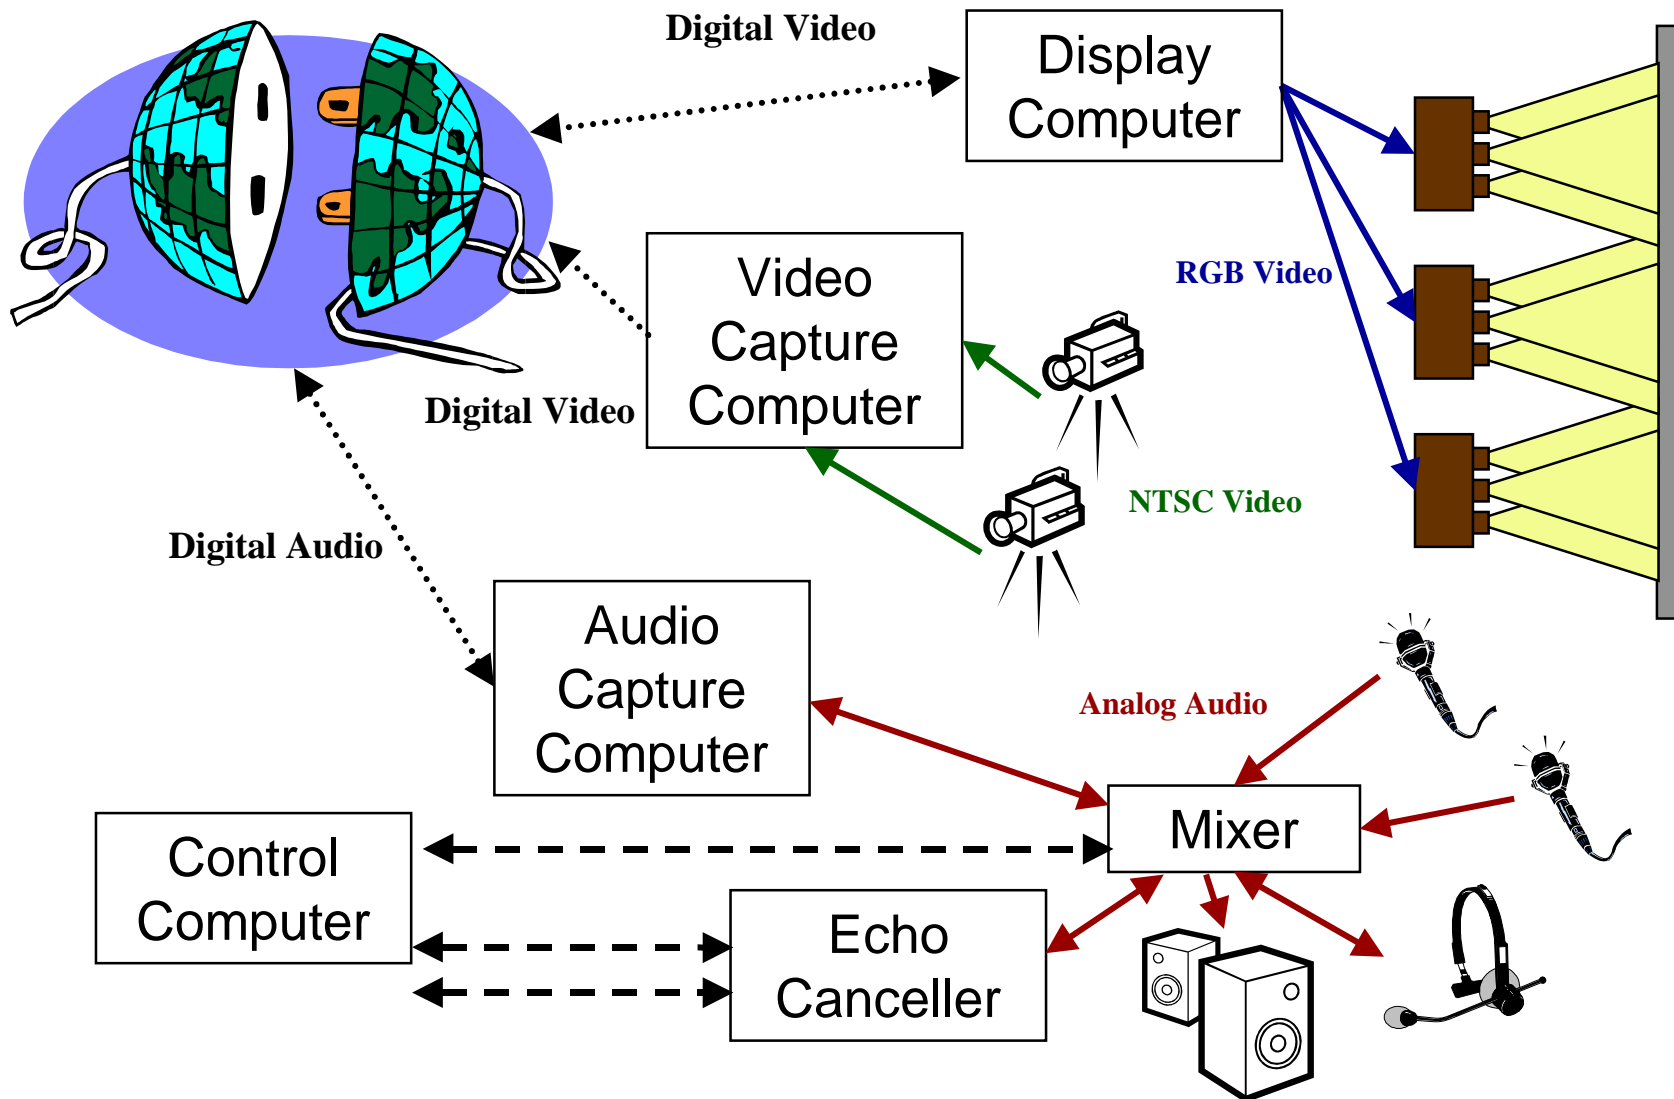 Digital Video
Display
Computer
RGB Video
Video
Capture
Computer
Digital Video
NTSC Video
Digital Audio
Audio
Capture
Computer
Analog Audio
Mixer
Control
Computer
Echo
Canceller